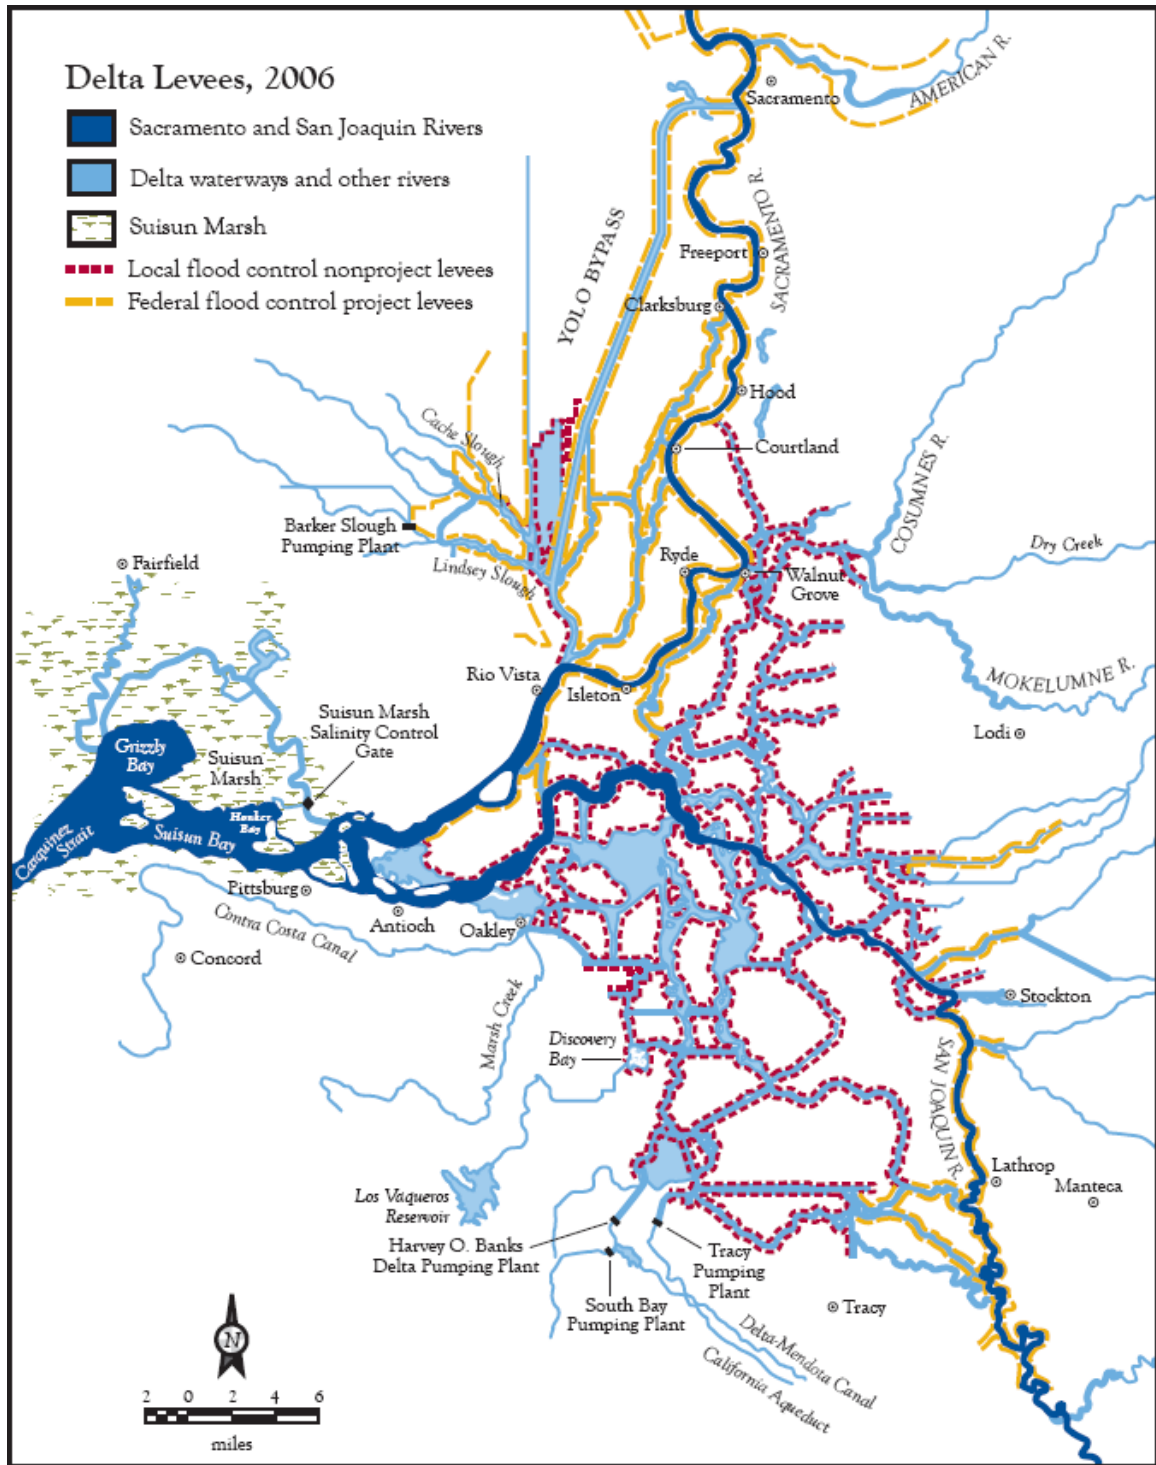 Delta Levees, 2006
Sacramento and San Joaquin Rivers
Delta waterways and other rivers
Suisun Marsh
Local flood control nonproject levees
Federal flood control project levees
AMERICAN R.
Sacramento
SACRAMENTO R.
YOLO BYPASS
Freeport
Clarksburg
Hood
Cache Slough
Courtland
COSUMNES R.
Barker Slough
Pumping Plant
Dry Creek
Fairfield
Ryde
Lindsey Slough
Walnut
Grove
MOKELUMNE R.
Rio Vista
Isleton
Suisun Marsh
Salinity Control
Gate
Lodi
Grizzly
Bay
Suisun
Marsh
Honker
Bay
Suisun Bay
Carquinez
Strait
Pittsburg
Antioch
Oakley
Contra Costa Canal
Concord
Stockton
Marsh Creek
Discovery
Bay
SAN JOAQUIN R.
Lathrop
Manteca
Los Vaqueros
Reservoir
Harvey O. Banks
Delta Pumping Plant
Tracy
Pumping
Plant
South Bay
Pumping Plant
Tracy
Delta-Mendota Canal
California Aqueduct
N
2 0 2 4 6
miles